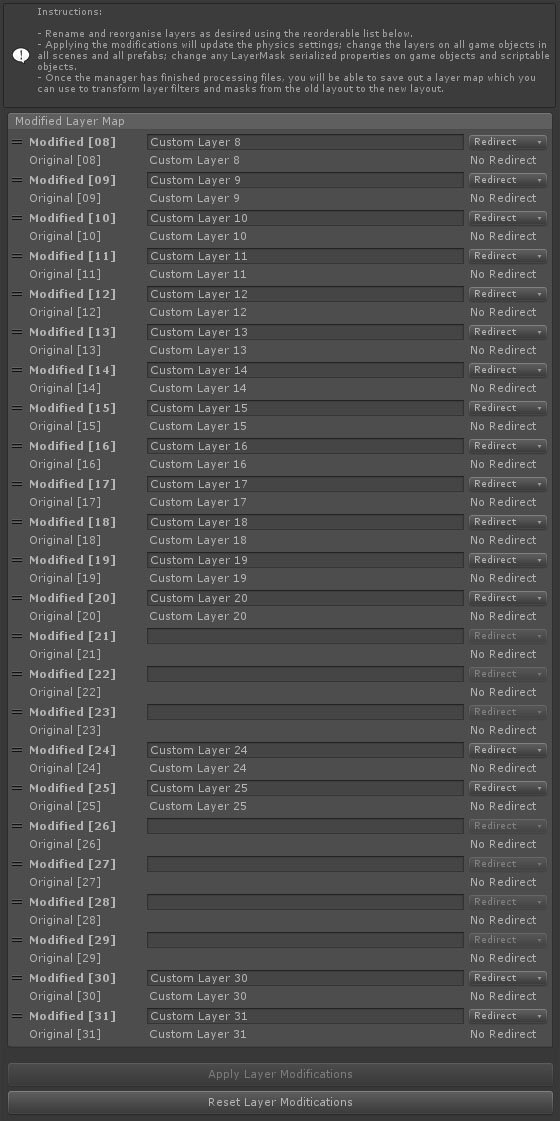 Instructions:
- Rename and reorganise layers as desired using the reorderable list below.
- Applying the modifications will update the physics settings; change the layers on all game objects in
all scenes and all prefabs; change any LayerMask serialized properties on game objects and scriptable
objects.
- Once the manager has finished processing files, you will be able to save out a layer map which you
can use to transform layer filters and masks from the old layout to the new layout.
Modified Layer Map
Modified [08] Custom Layer 8 Redirect
Original [08] Custom Layer 8 No Redirect
Modified [09] Custom Layer 9 Redirect
Original [09] Custom Layer 9 No Redirect
Modified [10] Custom Layer 10 Redirect
Original [10] Custom Layer 10 No Redirect
Modified [11] Custom Layer 11 Redirect
Original [11] Custom Layer 11 No Redirect
Modified [12] Custom Layer 12 Redirect
Original [12] Custom Layer 12 No Redirect
Modified [13] Custom Layer 13 Redirect
Original [13] Custom Layer 13 No Redirect
Modified [14] Custom Layer 14 Redirect
Original [14] Custom Layer 14 No Redirect
Modified [15] Custom Layer 15 Redirect
Original [15] Custom Layer 15 No Redirect
Modified [16] Custom Layer 16 Redirect
Original [16] Custom Layer 16 No Redirect
Modified [17] Custom Layer 17 Redirect
Original [17] Custom Layer 17 No Redirect
Modified [18] Custom Layer 18 Redirect
Original [18] Custom Layer 18 No Redirect
Modified [19] Custom Layer 19 Redirect
Original [19] Custom Layer 19 No Redirect
Modified [20] Custom Layer 20 Redirect
Original [20] Custom Layer 20 No Redirect
Modified [21] Redirect
Original [21] No Redirect
Modified [22] Redirect
Original [22] No Redirect
Modified [23] Redirect
Original [23] No Redirect
Modified [24] Custom Layer 24 Redirect
Original [24] Custom Layer 24 No Redirect
Modified [25] Custom Layer 25 Redirect
Original [25] Custom Layer 25 No Redirect
Modified [26] Redirect
Original [26] No Redirect
Modified [27] Redirect
Original [27] No Redirect
Modified [28] Redirect
Original [28] No Redirect
Modified [29] Redirect
Original [29] No Redirect
Modified [30] Custom Layer 30 Redirect
Original [30] Custom Layer 30 No Redirect
Modified [31] Custom Layer 31 Redirect
Original [31] Custom Layer 31 No Redirect
Apply Layer Modifications
Reset Layer Moditications